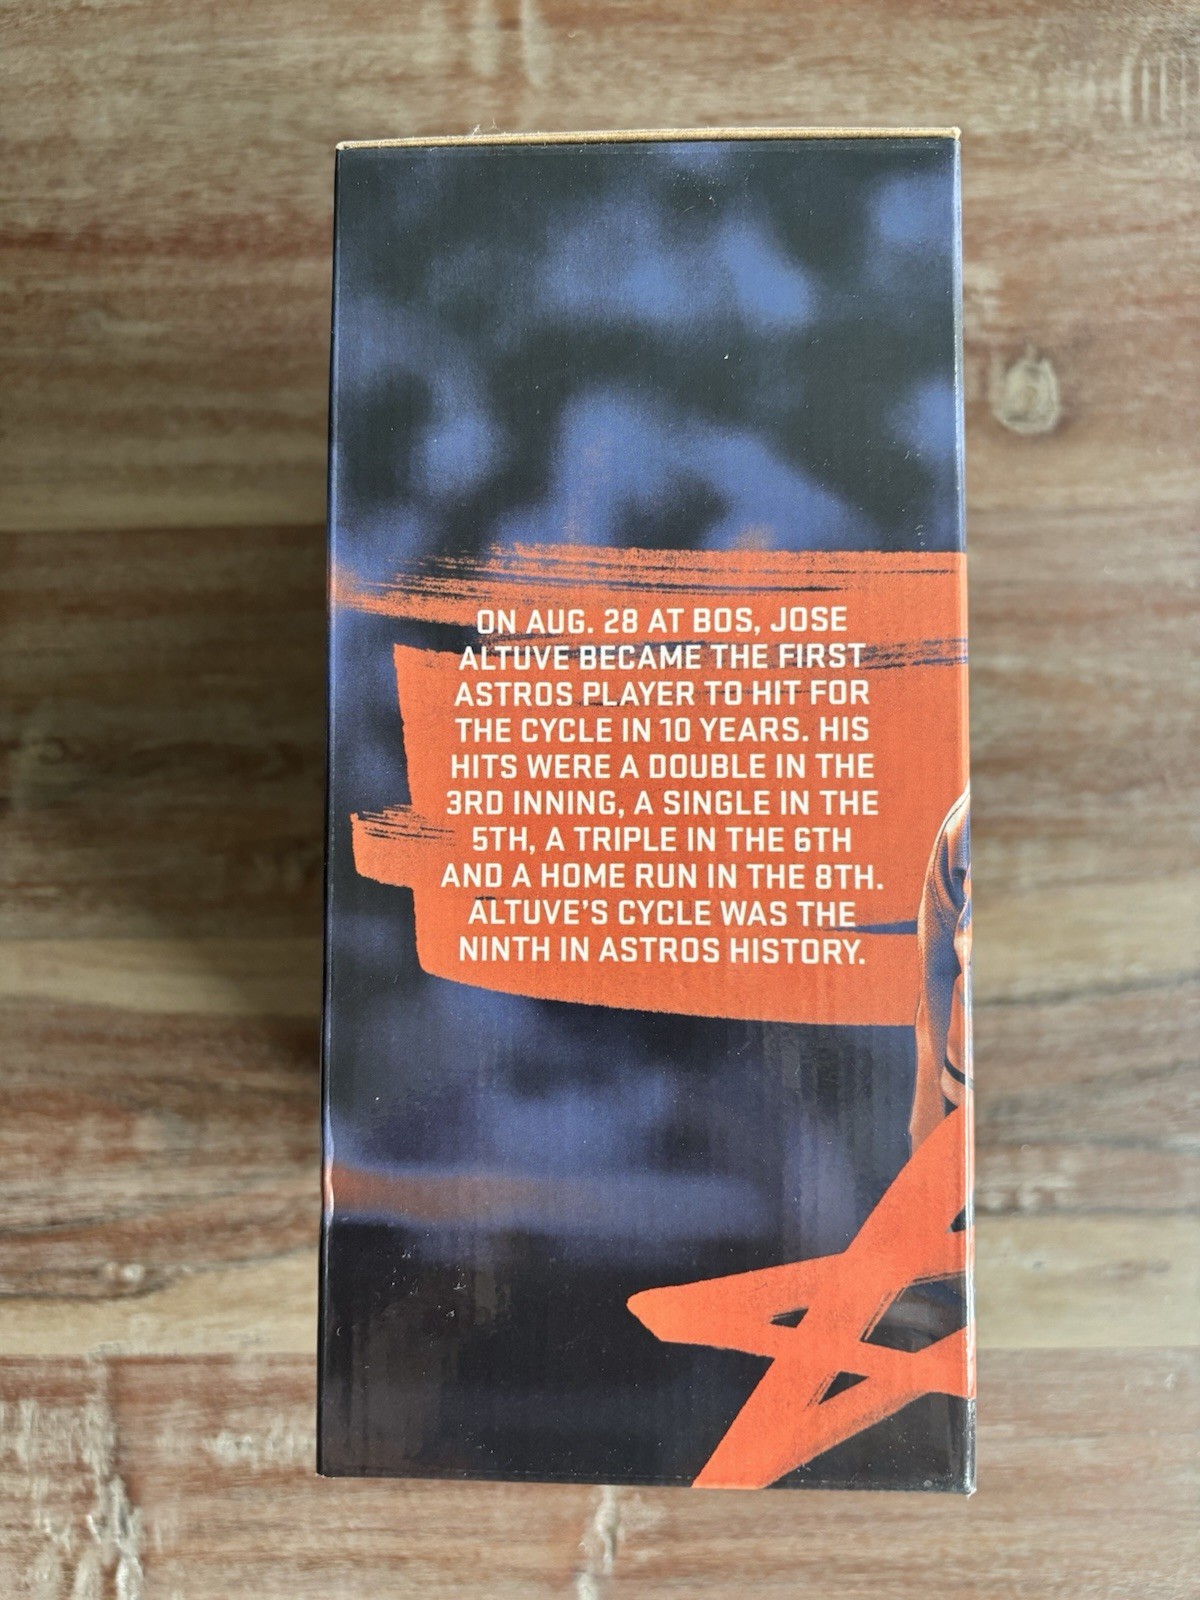 ON AUG. 28 AT BOS, JOSE
ALTUVE BECAME THE FIRST
ASTROS PLAYER TO HIT FOR
THE CYCLE IN 10 YEARS. HIS
HITS WERE A DOUBLE IN THE
3RD INNING, A SINGLE IN THE
5TH, A TRIPLE IN THE 6TH
AND A HOME RUN IN THE 8TH.
ALTUVE'S CYCLE WAS THE
NINTH IN ASTROS HISTORY.